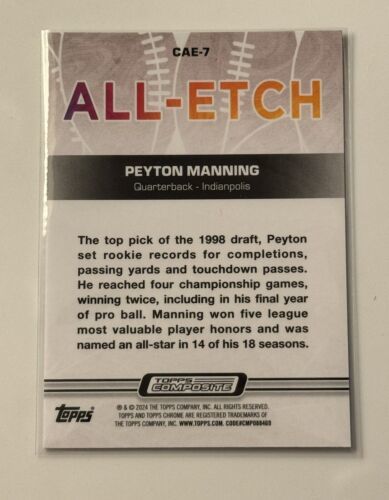 CAE-7
ALL-ETCH
PEYTON MANNING
Quarterback - Indianpolis
The top pick of the 1998 draft, Peyton
set rookie records for completions,
passing yards and touchdown passes.
He reached four championship games,
winning twice, including in his final year
of pro ball. Manning won five league
most valuable player honors and was
named an all-star in 14 of his 18 seasons.
TOPPS
COMPOSITE
Topps
® & © 2024 THE TOPPS COMPANY, INC. ALL RIGHTS RESERVED.
TOPPS AND TOPPS CHROME ARE REGISTERED TRADEMARKS OF
THE TOPPS COMPANY, INC. WWW.TOPPS.COM. CODE#CMP088469